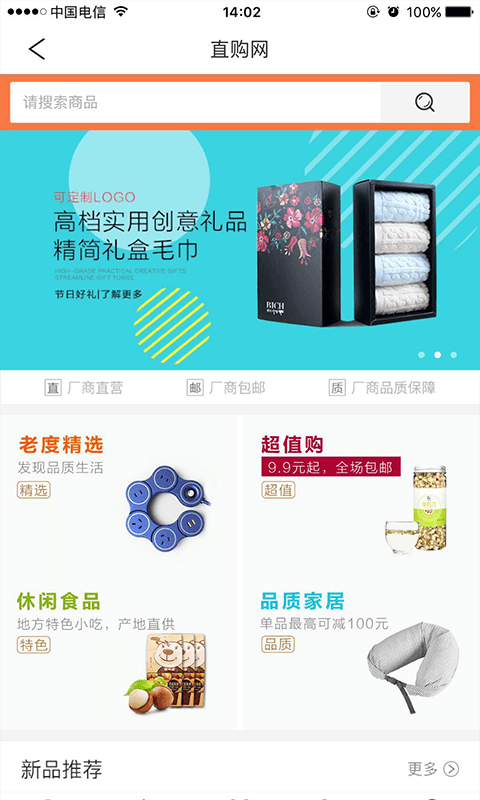 中国电信
14:02
100%
直购网
请搜索商品
可定制LOGO
高档实用创意礼品
精简礼盒毛巾
HIGH-GRADE PRACTICAL CREATIVE GIFTS
STREAMLINE GIFT TOWEL
节日好礼|了解更多
RICH
直 厂商直营
邮 厂商包邮
质 厂商品质保障
老度精选
发现品质生活
精选
超值购
9.9元起，全场包邮
超值
休闲食品
地方特色小吃，产地直供
特色
品质家居
单品最高可减100元
品质
新品推荐
更多